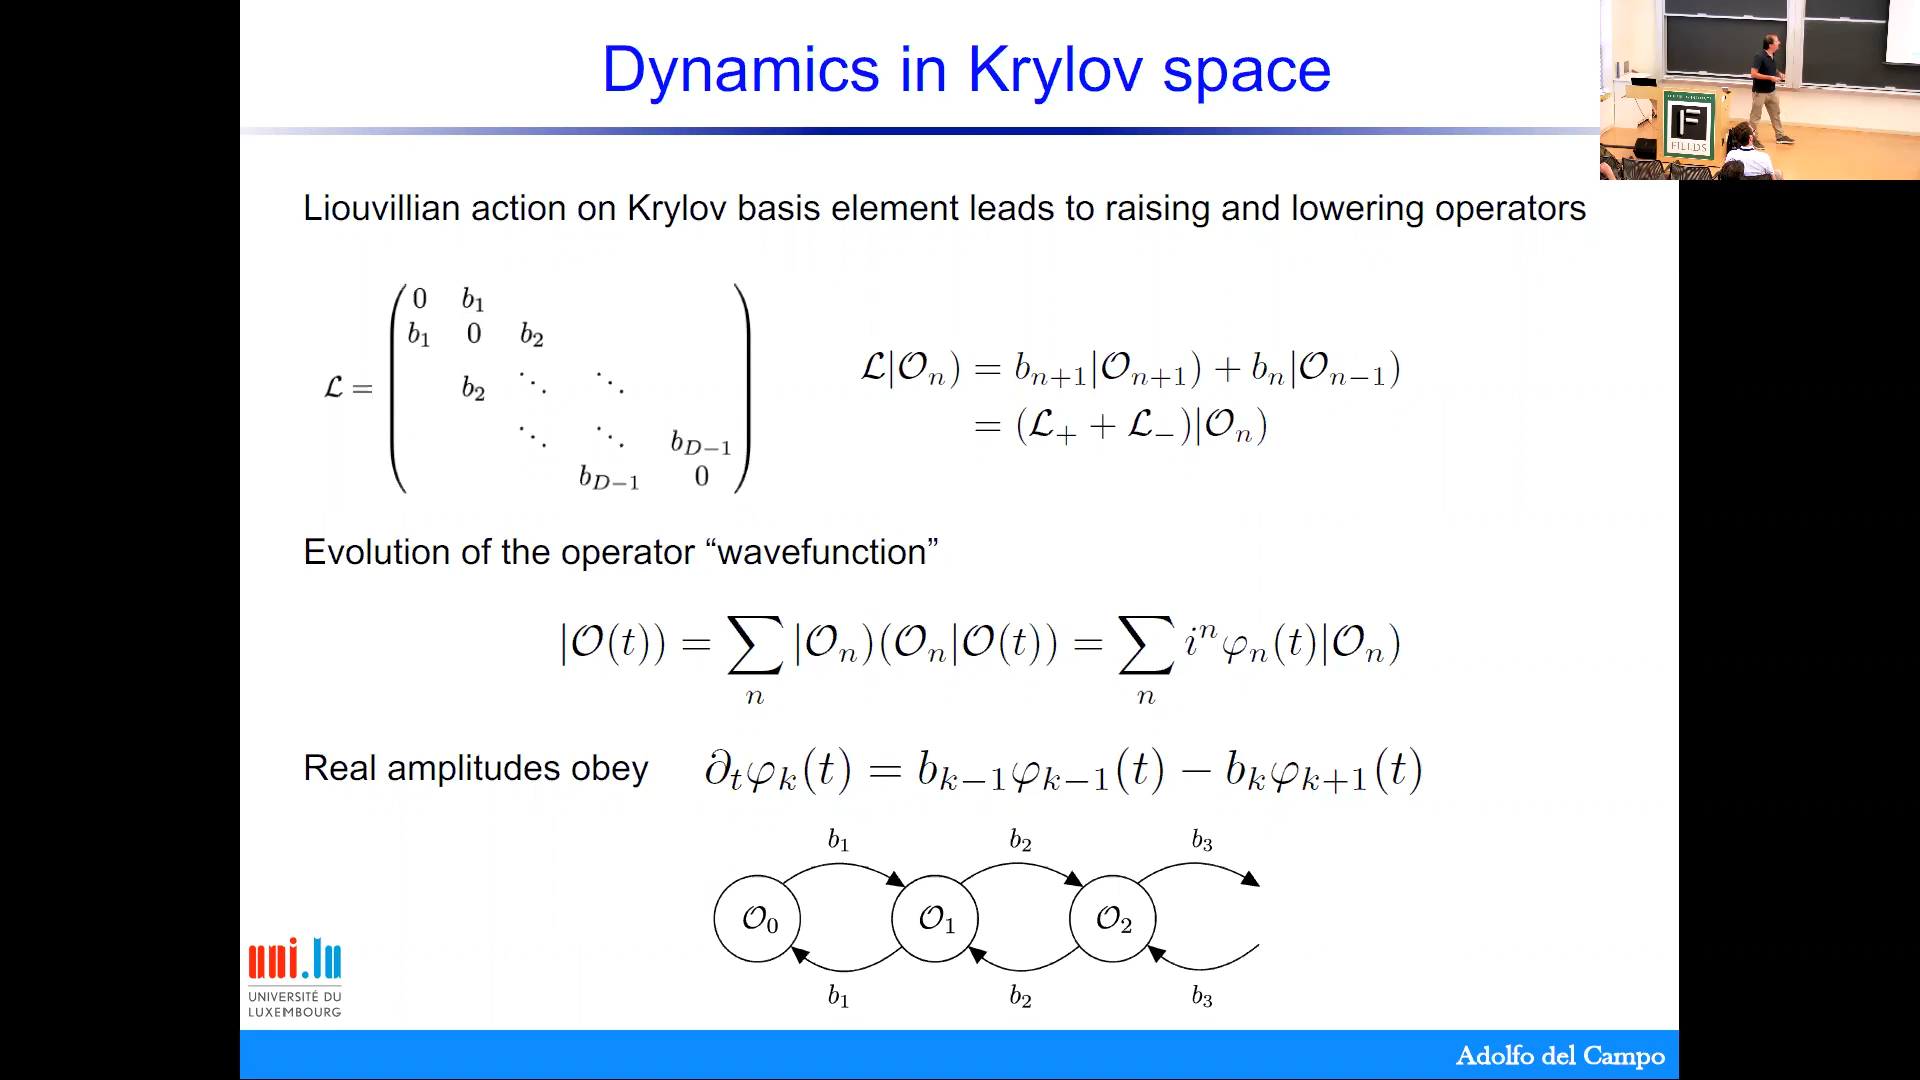 Dynamics in Krylov space
Liouvillian action on Krylov basis element leads to raising and lowering operators
0 b₁
b₁ 0 b₂
ℒ = b₂ ⋱ ⋱
⋱ ⋱ b_{D−1}
b_{D−1} 0
ℒ|𝒪ₙ) = bₙ₊₁|𝒪ₙ₊₁) + bₙ|𝒪ₙ₋₁)
= (ℒ₊ + ℒ₋)|𝒪ₙ)
Evolution of the operator “wavefunction”
|𝒪(t)) = ∑ₙ |𝒪ₙ)(𝒪ₙ|𝒪(t)) = ∑ₙ iⁿφₙ(t)|𝒪ₙ)
Real amplitudes obey ∂ₜφₖ(t) = bₖ₋₁φₖ₋₁(t) − bₖφₖ₊₁(t)
b₁ b₂ b₃
𝒪₀ 𝒪₁ 𝒪₂
b₁ b₂ b₃
uni.lu
UNIVERSITÉ DU
LUXEMBOURG
Adolfo del Campo
F
FIELDS